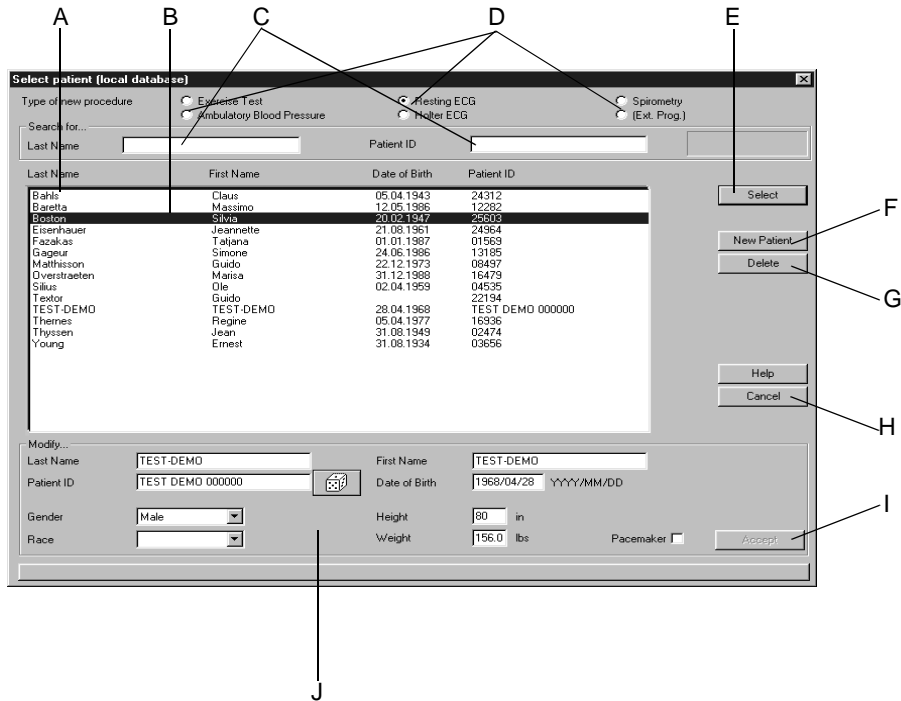 A B C D E
Select patient (local database)
Type of new procedure Exercise Test Resting ECG Spirometry
Ambulatory Blood Pressure Holter ECG (Ext. Prog.)
Search for...
Last Name Patient ID
Last Name First Name Date of Birth Patient ID
Bahls Claus 05.04.1943 24312
Select
Baretta Massimo 12.05.1986 12282
Boston Silvia 20.02.1947 25603
F
Eisenhauer Jeannette 21.08.1961 24964
Fazakas Tatjana 01.01.1987 01569
New Patient
Gageur Simone 24.06.1986 13185
Matthisson Guido 22.12.1973 08497
Delete
Overstraeten Marisa 31.12.1988 16479
Silius Ole 02.04.1959 04535
Textor Guido 22194
G
TEST-DEMO TEST-DEMO 28.04.1968 TEST DEMO 000000
Thernes Regine 05.04.1977 16936
Thyssen Jean 31.08.1949 02474
Young Ernest 31.08.1934 03656
Help
Cancel
H
Modify...
Last Name TEST-DEMO First Name TEST-DEMO
Patient ID TEST DEMO 000000 Date of Birth 1968/04/28 YYYY/MM/DD
I
Gender Male Height 80 in
Race Weight 156.0 lbs Pacemaker Accept
J